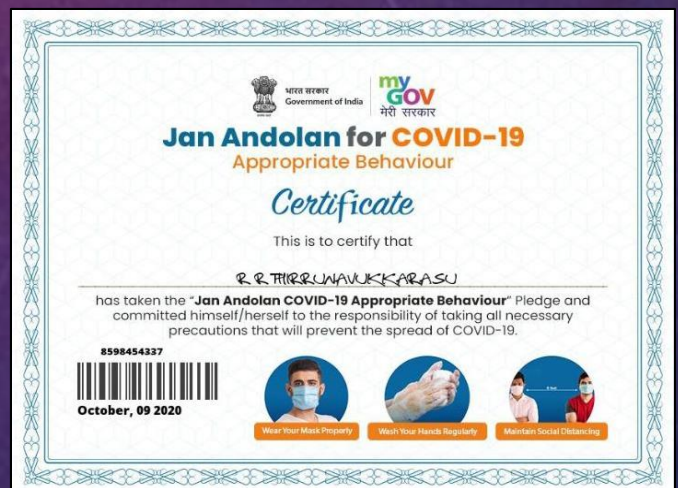 भारत सरकार
Government of India
my
GOV
मेरी सरकार
Jan Andolan for COVID-19
Appropriate Behaviour
Certificate
This is to certify that
R R THIRRUNAVUKKARASU
has taken the "Jan Andolan COVID-19 Appropriate Behaviour" Pledge and
committed himself/herself to the responsibility of taking all necessary
precautions that will prevent the spread of COVID-19.
8598454337
October, 09 2020
Wear Your Mask Properly
Wash Your Hands Regularly
Maintain Social Distancing